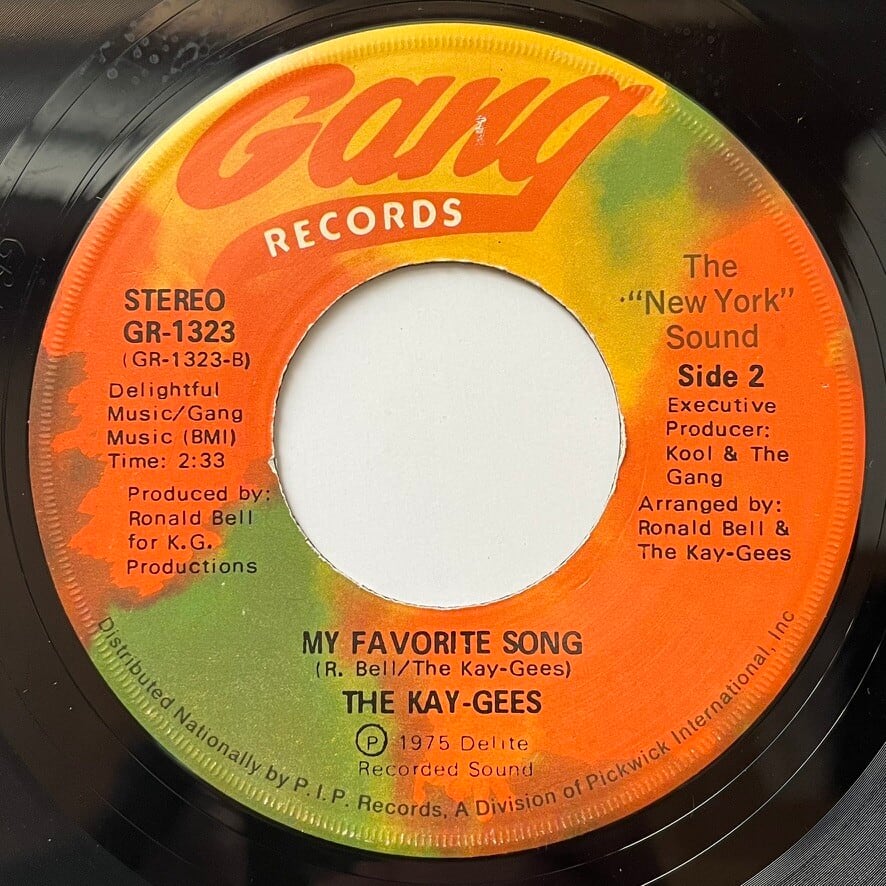 Gang
RECORDS
STEREO
GR-1323
(GR-1323-B)
Delightful
Music/Gang
Music (BMI)
Time: 2:33
Produced by:
Ronald Bell
for K.G.
Productions
The
"New York"
Sound
Side 2
Executive
Producer:
Kool & The
Gang
Arranged by:
Ronald Bell &
The Kay-Gees
MY FAVORITE SONG
(R. Bell/The Kay-Gees)
THE KAY-GEES
℗ 1975 Delite
Recorded Sound
Distributed Nationally by P.I.P. Records, A Division of Pickwick International, Inc